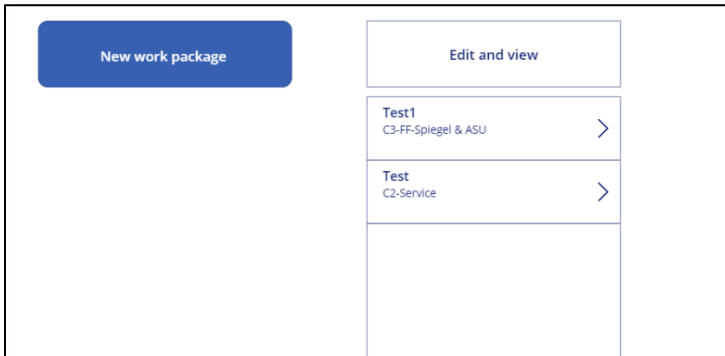 New work package
Edit and view
Test1
C3-FF-Spiegel & ASU
Test
C2-Service